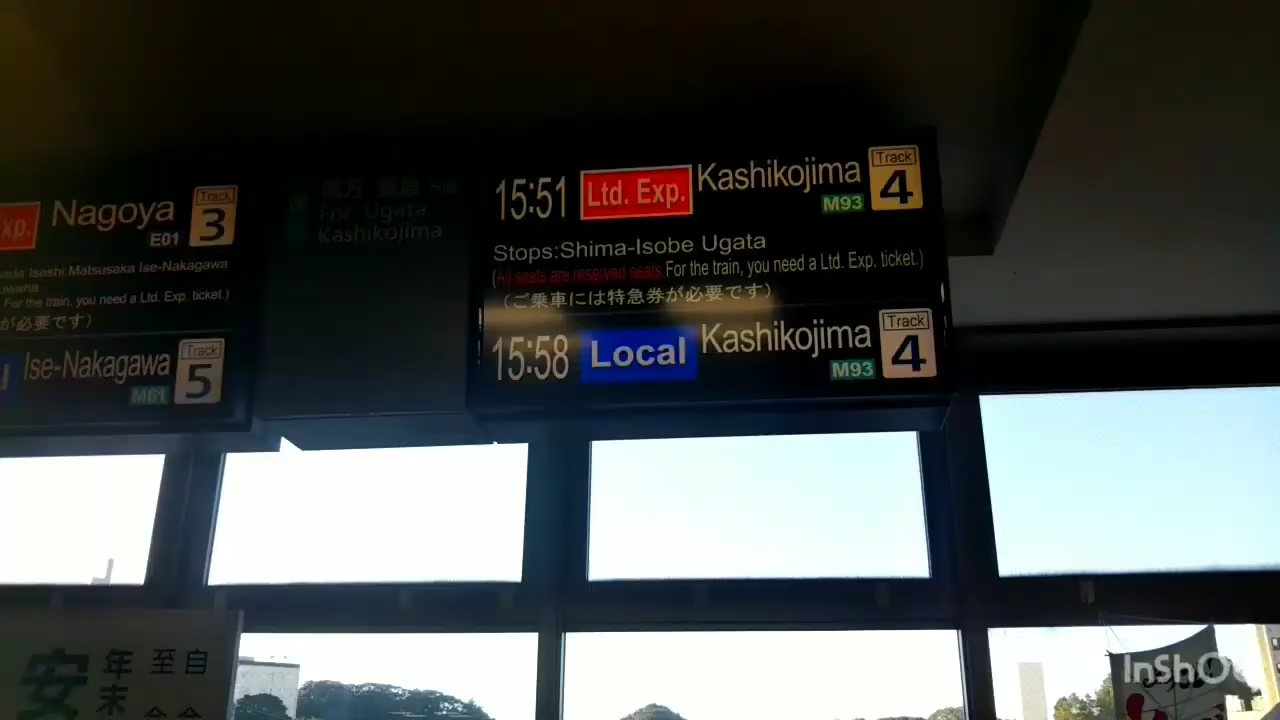 xp. Nagoya E01 Track 3
Iseshi Matsusaka Ise-Nakagawa
For the train, you need a Ltd. Exp. ticket.)
が必要です)
Ise-Nakagawa M61 Track 5
For Ugata
Kashikojima
15:51 Ltd. Exp. Kashikojima M93 Track 4
Stops:Shima-Isobe Ugata
(All seats are reserved seats.For the train, you need a Ltd. Exp. ticket.)
(ご乗車には特急券が必要です)
15:58 Local Kashikojima M93 Track 4
安 年末 至 自
InShO